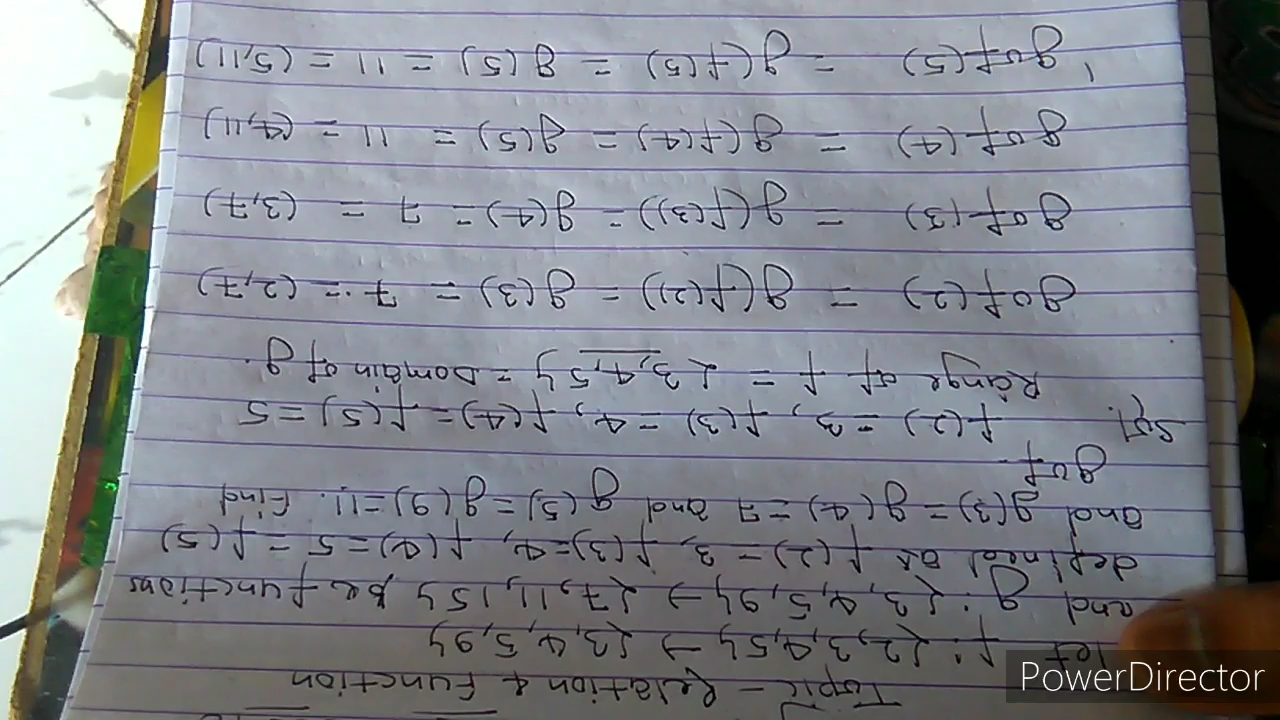 Topic - Relation & Function
let f: {2,3,4,5} → {3,4,5,9}
and g: {3,4,5,9} → {7,11,15} be functions
defined as f(2) = 3, f(3)=4, f(4)=5 = f(5)
and g(3)= g(4) = 7 and g(5)=g(9)=11. Find
gof
Sol. f(2) = 3, f(3) = 4, f(4)= f(5) = 5
Range of f = {3,4,5} = Domain of g.
gof(2) = g(f(2)) = g(3) = 7 = (2,7)
gof(3) = g(f(3)) = g(4) = 7 = (3,7)
gof(4) = g(f(4)) = g(5) = 11 = (4,11)
gof(5) = g(f(5)) = g(5) = 11 = (5,11)
PowerDirector